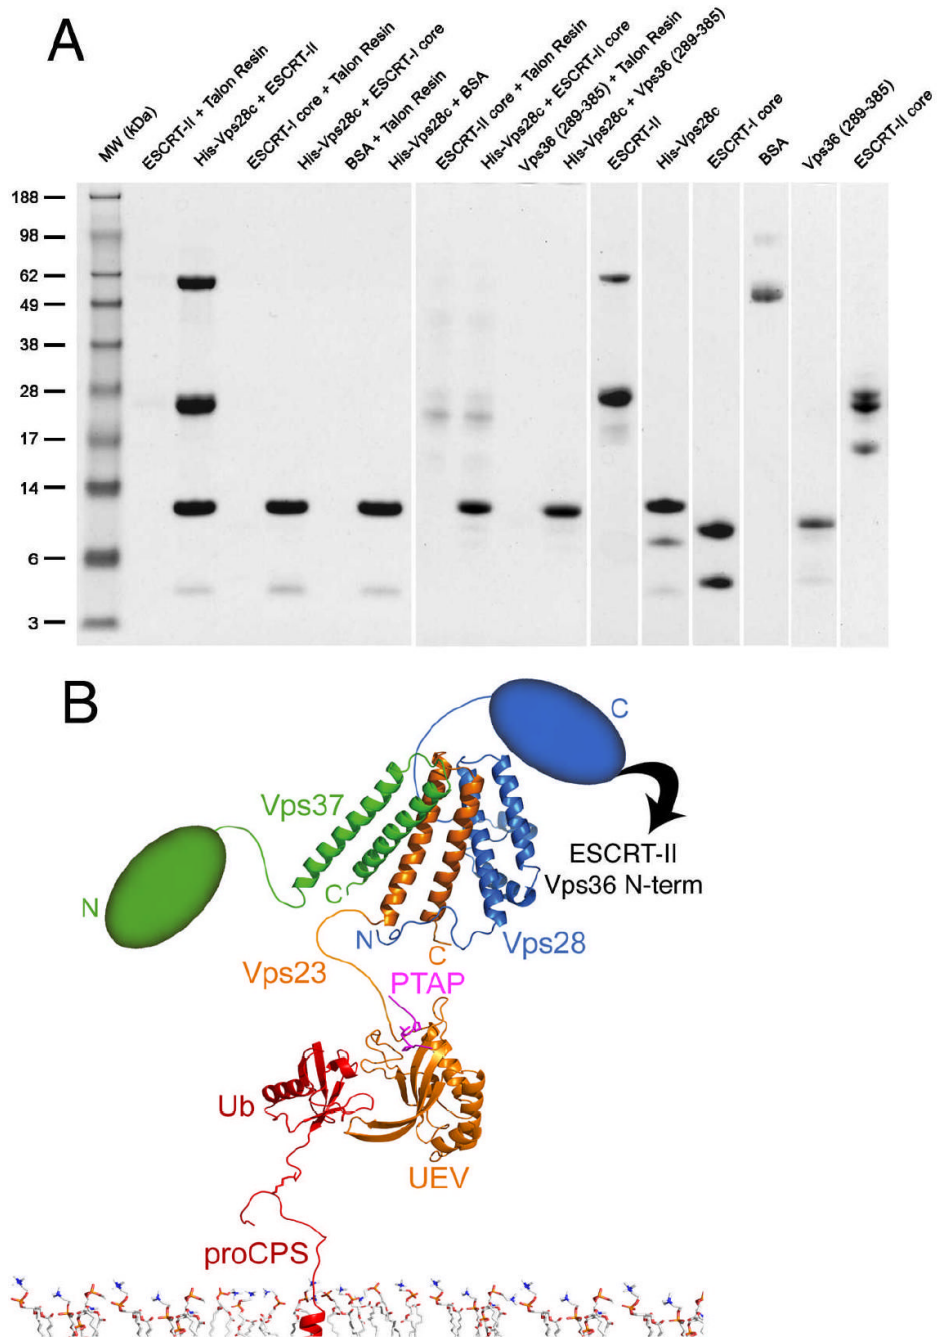 A
MW (KDa)
ESCRT-II + Talon Resin
His-Vps28c + ESCRT-II
ESCRT-I core + Talon Resin
His-Vps28c + ESCRT-I core
BSA + Talon Resin
His-Vps28c + BSA
ESCRT-II core + Talon Resin
His-Vps28c + ESCRT-II core
Vps36 (289-385) + Talon Resin
His-Vps28c + Vps36 (289-385)
ESCRT-II
His-Vps28c
ESCRT-I core
BSA
Vps36 (289-385)
ESCRT-II core
188
98
62
49
38
28
17
14
6
3
B
C
Vps37
ESCRT-II
Vps36 N-term
N
C
N
C
Vps28
Vps23
PTAP
Ub
UEV
proCPS